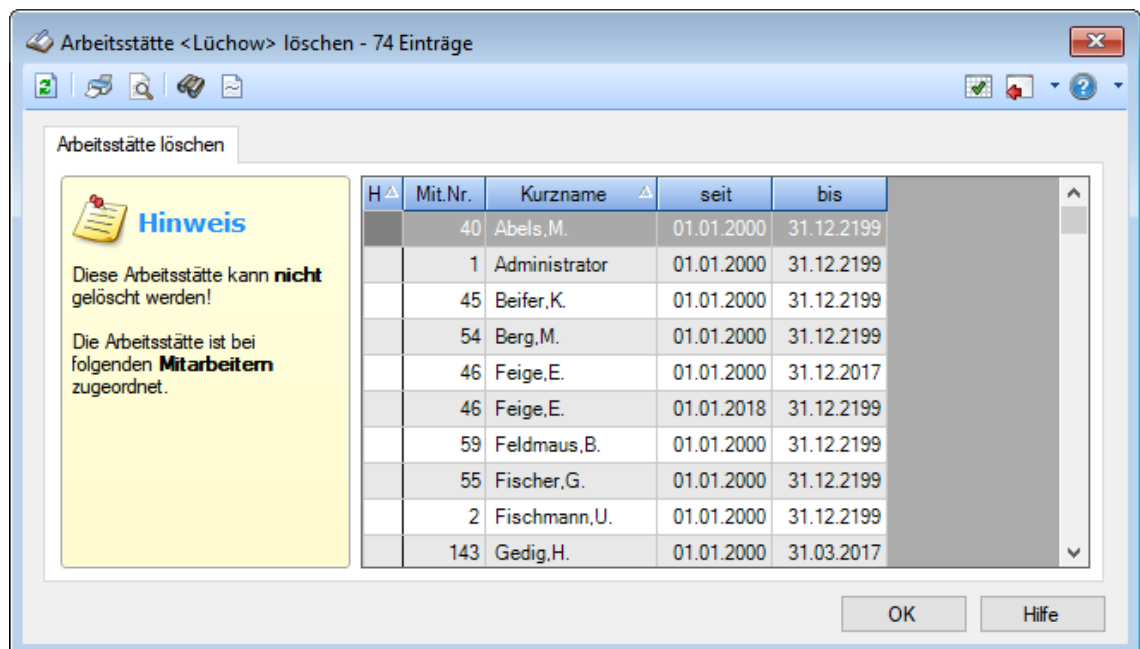 Arbeitsstätte <Lüchow> löschen - 74 Einträge
Arbeitsstätte löschen
Hinweis
Diese Arbeitsstätte kann nicht
gelöscht werden!
Die Arbeitsstätte ist bei
folgenden Mitarbeitern
zugeordnet.
H Mit.Nr. Kurzname seit bis
40 Abels,M. 01.01.2000 31.12.2199
1 Administrator 01.01.2000 31.12.2199
45 Beifer,K. 01.01.2000 31.12.2199
54 Berg,M. 01.01.2000 31.12.2199
46 Feige,E. 01.01.2000 31.12.2017
46 Feige,E. 01.01.2018 31.12.2199
59 Feldmaus,B. 01.01.2000 31.12.2199
55 Fischer,G. 01.01.2000 31.12.2199
2 Fischmann,U. 01.01.2000 31.12.2199
143 Gedig,H. 01.01.2000 31.03.2017
OK Hilfe